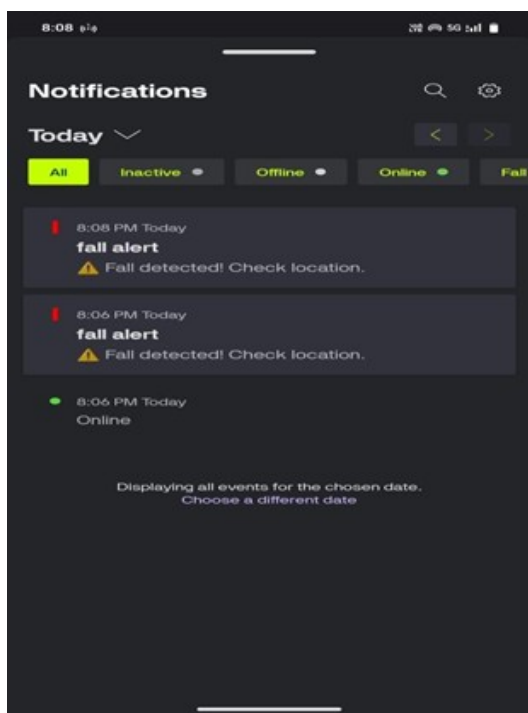 8:08
5G
Notifications
Today
< >
All Inactive Offline Online Fall
8:08 PM Today
fall alert
Fall detected! Check location.
8:06 PM Today
fall alert
Fall detected! Check location.
8:06 PM Today
Online
Displaying all events for the chosen date.
Choose a different date